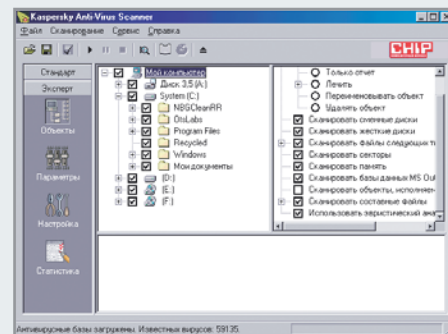 Kaspersky Anti-Virus Scanner
Файл Сканирование Сервис Справка
CHIP
Стандарт
Эксперт
Объекты
Параметры
Настройка
Статистика
Мой компьютер
Диск 3,5 (A:)
System (C:)
NBGCleanRR
OtsLabs
Program Files
Recycled
Windows
Мои документы
(D:)
(E:)
(F:)
Только отчет
Лечить
Переименовывать объект
Удалять объект
Сканировать сменные диски
Сканировать жесткие диски
Сканировать файлы следующих т
Сканировать секторы
Сканировать память
Сканировать базы данных MS Out
Сканировать объекты, исполняем
Сканировать составные файлы
Использовать эвристический ана
Антивирусные базы загружены. Известных вирусов: 59135.